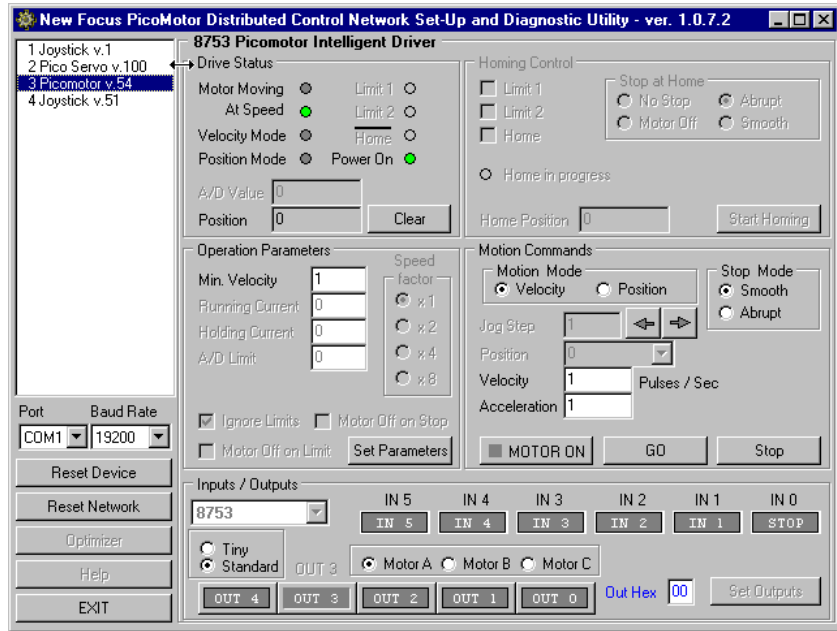 New Focus PicoMotor Distributed Control Network Set-Up and Diagnostic Utility - ver. 1.0.7.2
1 Joystick v.1
2 Pico Servo v.100
3 Picomotor v.54
4 Joystick v.51
Port Baud Rate
COM1 19200
Reset Device
Reset Network
Optimizer
Help
EXIT
8753 Picomotor Intelligent Driver
Drive Status
Motor Moving Limit 1
At Speed Limit 2
Velocity Mode Home
Position Mode Power On
A/D Value 0
Position 0 Clear
Homing Control
Limit 1
Limit 2
Home
Stop at Home
No Stop Abrupt
Motor Off Smooth
Home in progress
Home Position 0 Start Homing
Operation Parameters
Min. Velocity 1
Running Current 0
Holding Current 0
A/D Limit 0
Speed factor
x 1
x 2
x 4
x 8
Ignore Limits Motor Off on Stop
Motor Off on Limit Set Parameters
Motion Commands
Motion Mode
Velocity Position
Stop Mode
Smooth
Abrupt
Jog Step 1
Position 0
Velocity 1 Pulses / Sec
Acceleration 1
MOTOR ON GO Stop
Inputs / Outputs
8753
IN 5 IN 4 IN 3 IN 2 IN 1 IN 0
IN 5 IN 4 IN 3 IN 2 IN 1 STOP
Tiny
Standard
OUT 3
Motor A Motor B Motor C
OUT 4 OUT 3 OUT 2 OUT 1 OUT 0
Out Hex 00 Set Outputs